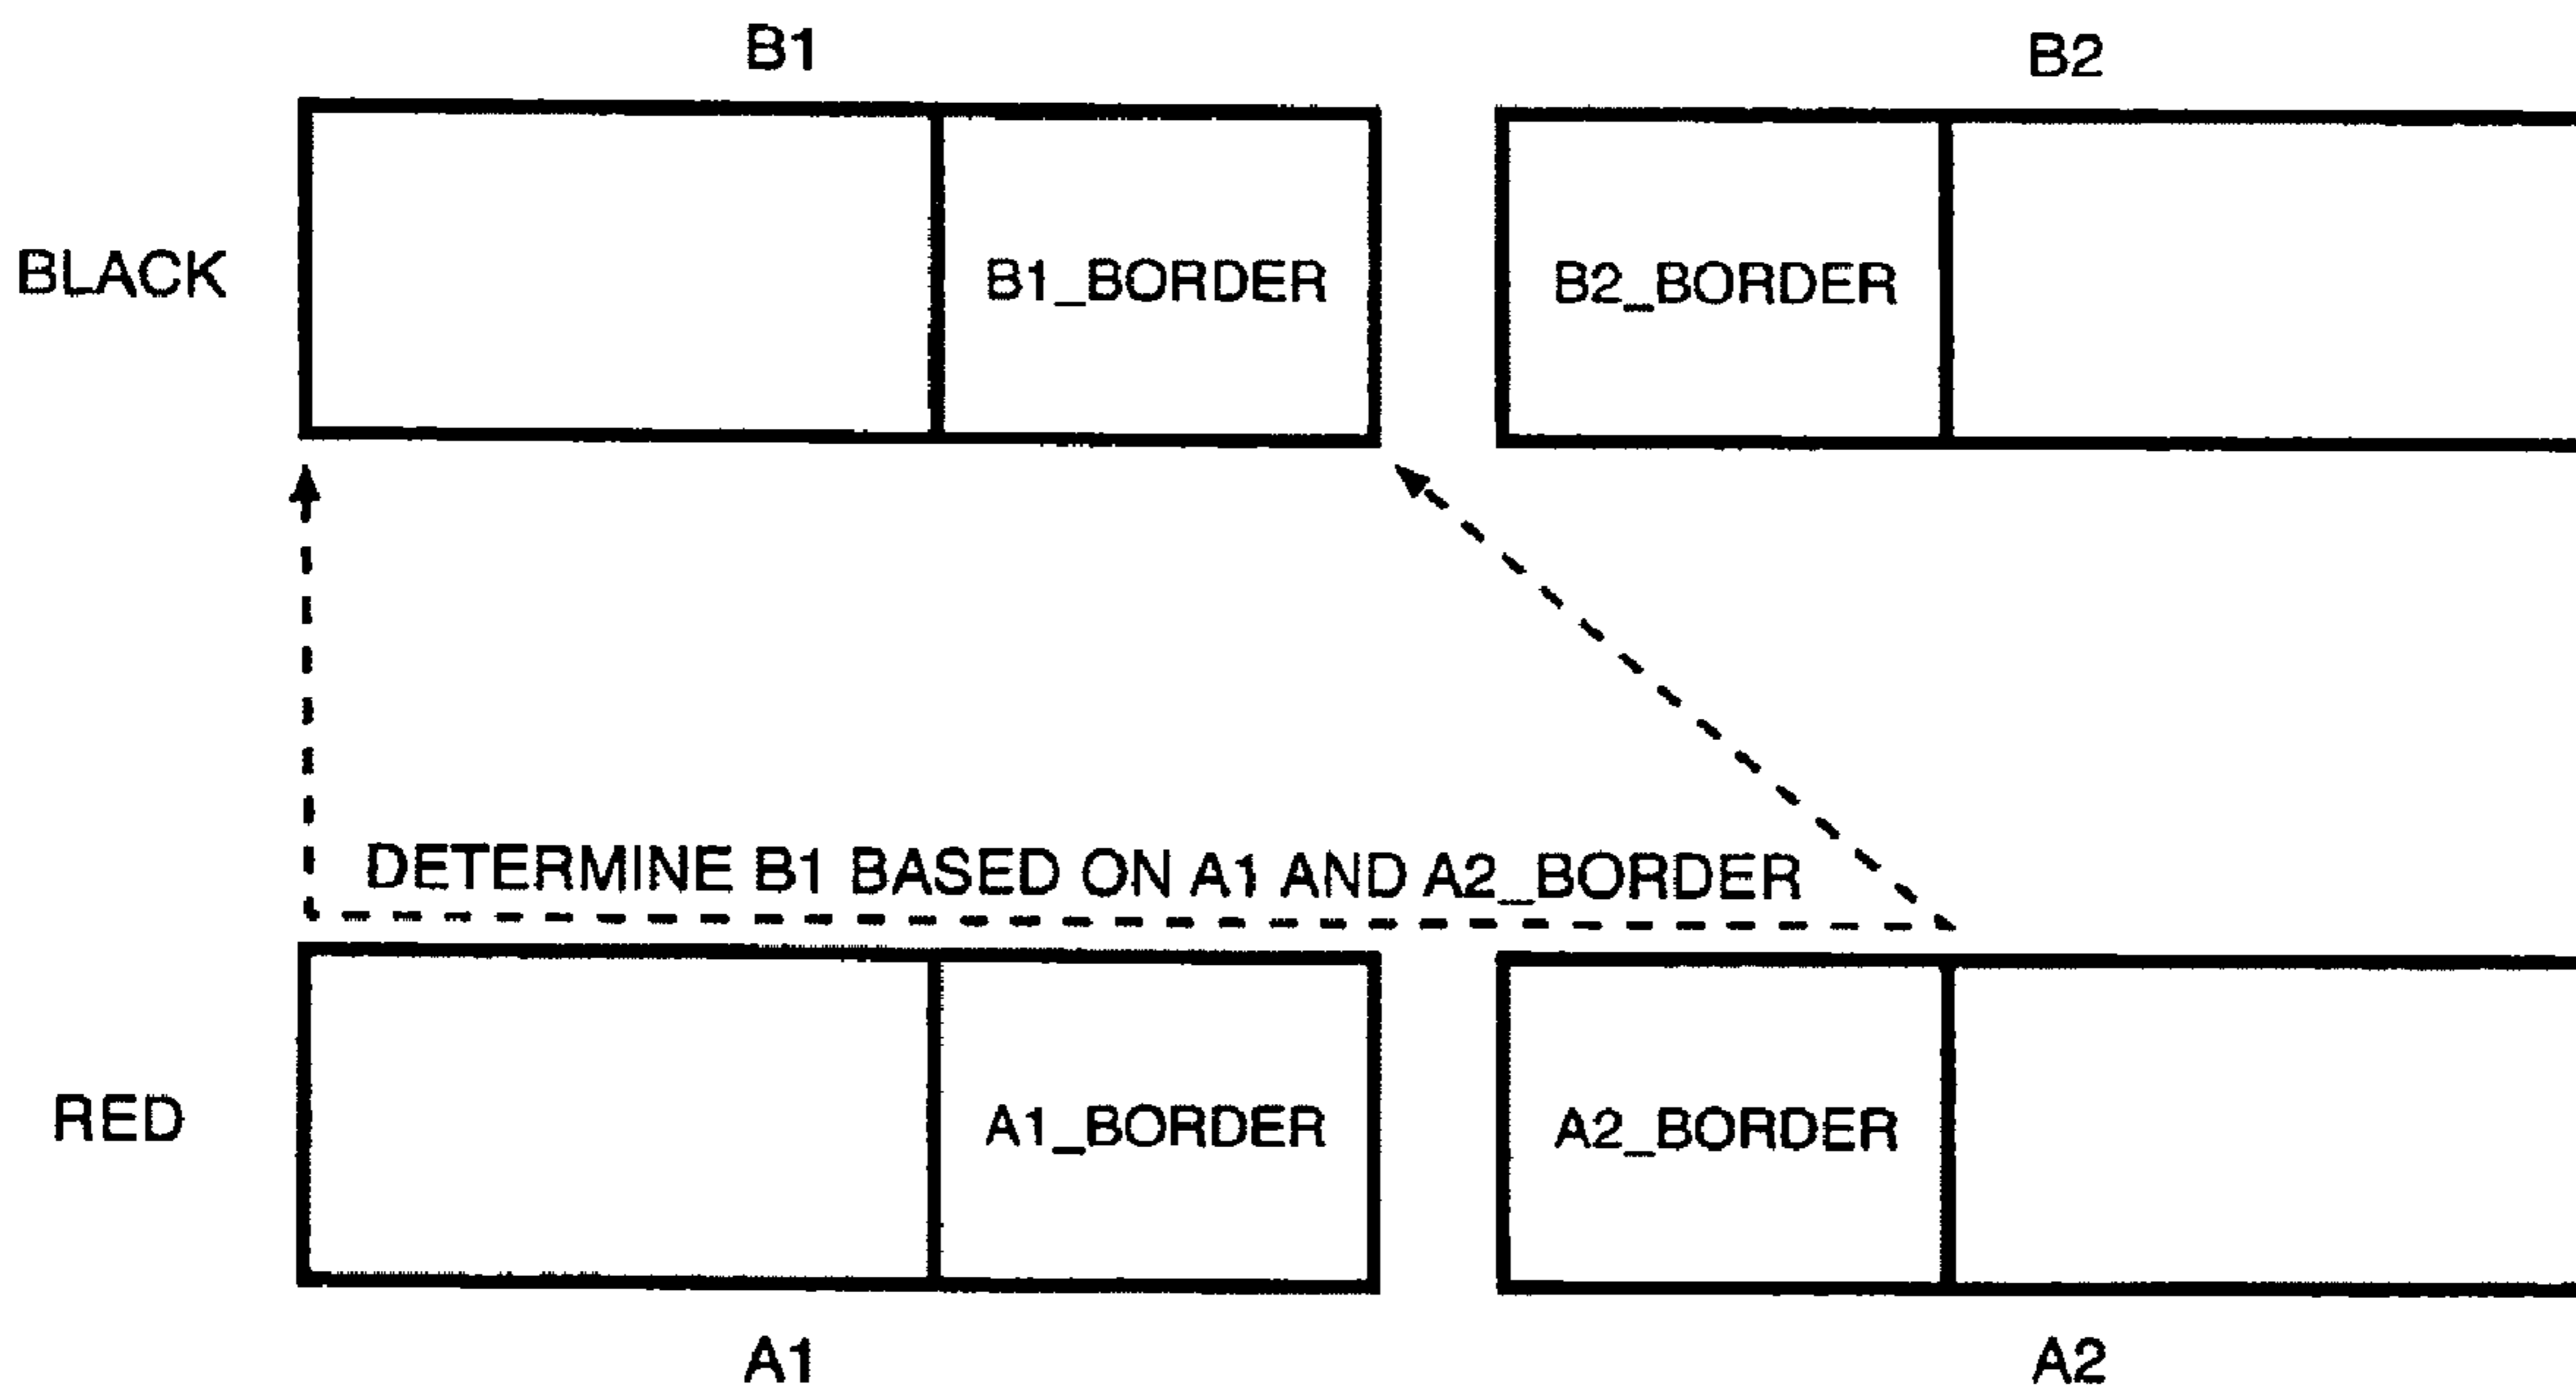 B1 B2
BLACK B1_BORDER B2_BORDER
DETERMINE B1 BASED ON A1 AND A2_BORDER
RED A1_BORDER A2_BORDER
A1 A2